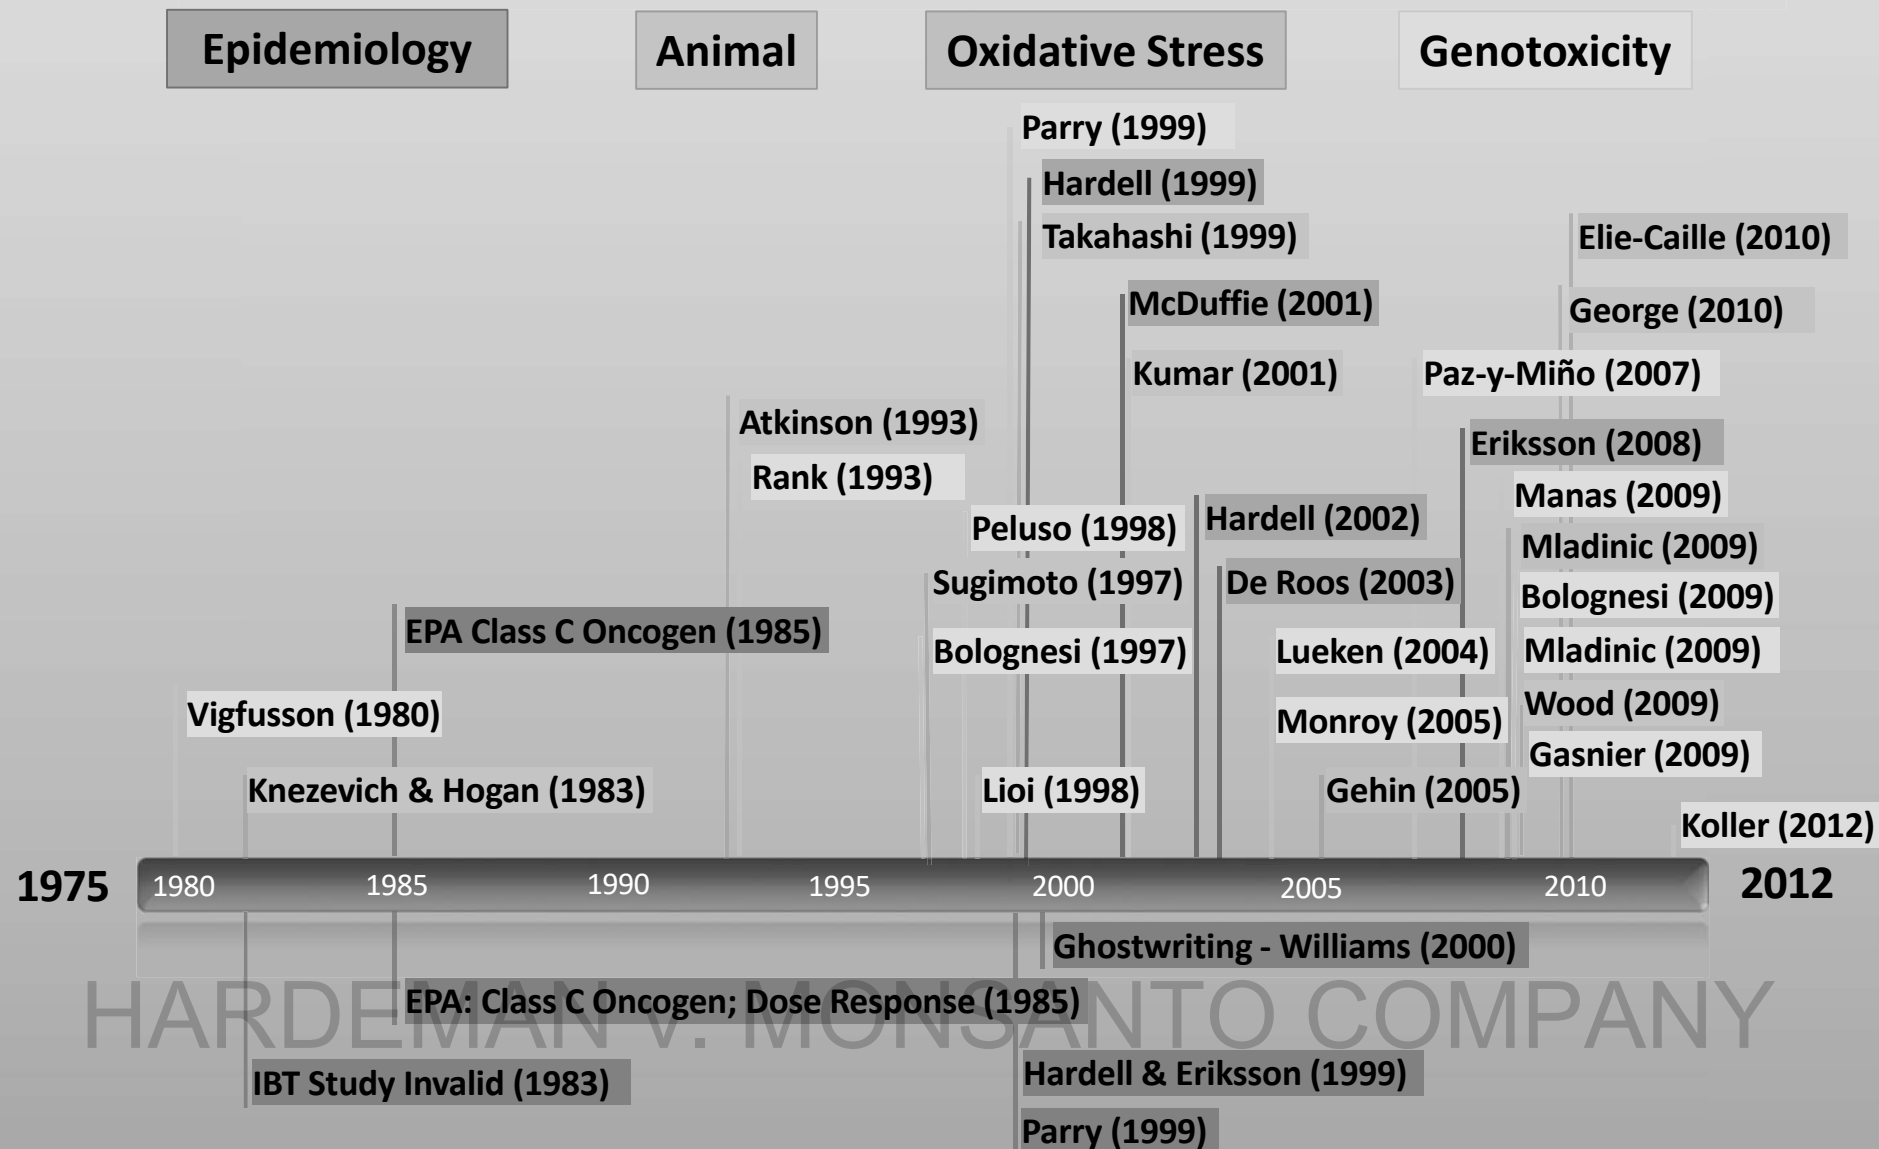 Epidemiology
Animal
Oxidative Stress
Genotoxicity
Parry (1999)
Hardell (1999)
Takahashi (1999)
Elie-Caille (2010)
McDuffie (2001)
George (2010)
Kumar (2001)
Paz-y-Miño (2007)
Atkinson (1993)
Eriksson (2008)
Rank (1993)
Manas (2009)
Peluso (1998)
Hardell (2002)
Mladinic (2009)
Sugimoto (1997)
De Roos (2003)
Bolognesi (2009)
EPA Class C Oncogen (1985)
Bolognesi (1997)
Lueken (2004)
Mladinic (2009)
Vigfusson (1980)
Monroy (2005)
Wood (2009)
Gasnier (2009)
Knezevich & Hogan (1983)
Lioi (1998)
Gehin (2005)
Koller (2012)
1975
1980
1985
1990
1995
2000
2005
2010
2012
Ghostwriting - Williams (2000)
EPA: Class C Oncogen; Dose Response (1985)
HARDEMAN v. MONSANTO COMPANY
IBT Study Invalid (1983)
Hardell & Eriksson (1999)
Parry (1999)